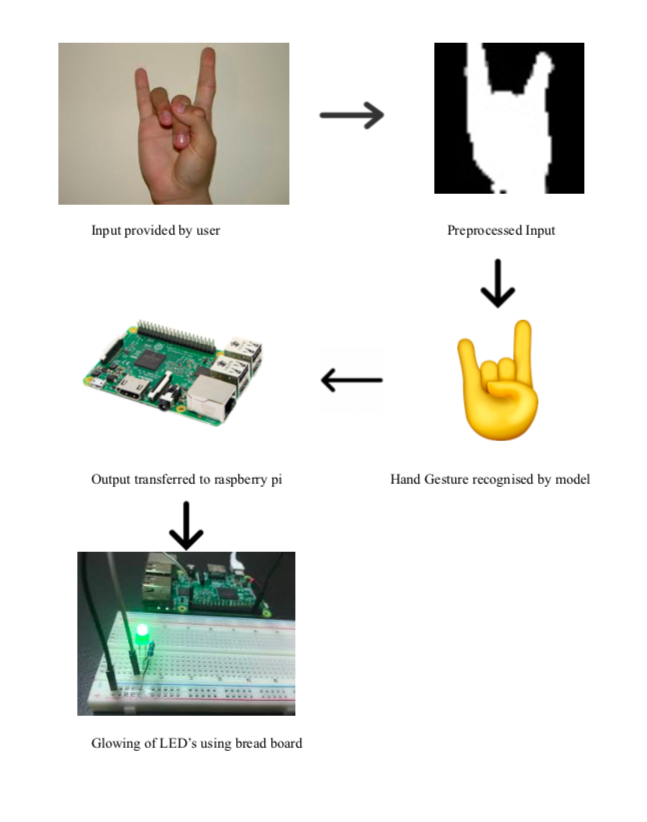 Input provided by user
Preprocessed Input
Hand Gesture recognised by model
Output transferred to raspberry pi
Glowing of LED’s using bread board